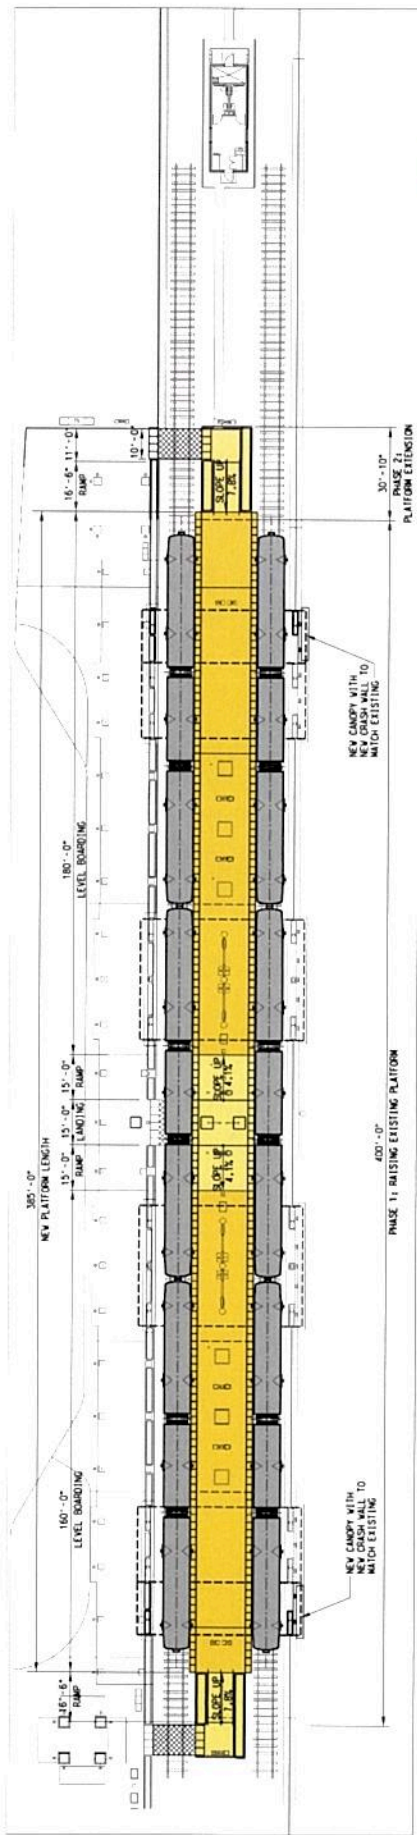 11'-0"
10'-0"
16'-6"
RAMP
SLOPE UP
7.8%
30'-10"
PHASE 2:
PLATFORM EXTENSION
NEW CANOPY WITH
NEW CRASH WALL TO
MATCH EXISTING
180'-0"
LEVEL BOARDING
15'-0"
RAMP
SLOPE UP
4.1%
15'-0"
LANDING
15'-0"
RAMP
SLOPE UP
4.1%
385'-0"
NEW PLATFORM LENGTH
400'-0"
PHASE 1: RAISING EXISTING PLATFORM
160'-0"
LEVEL BOARDING
NEW CANOPY WITH
NEW CRASH WALL TO
MATCH EXISTING
16'-6"
RAMP
SLOPE UP
7.8%